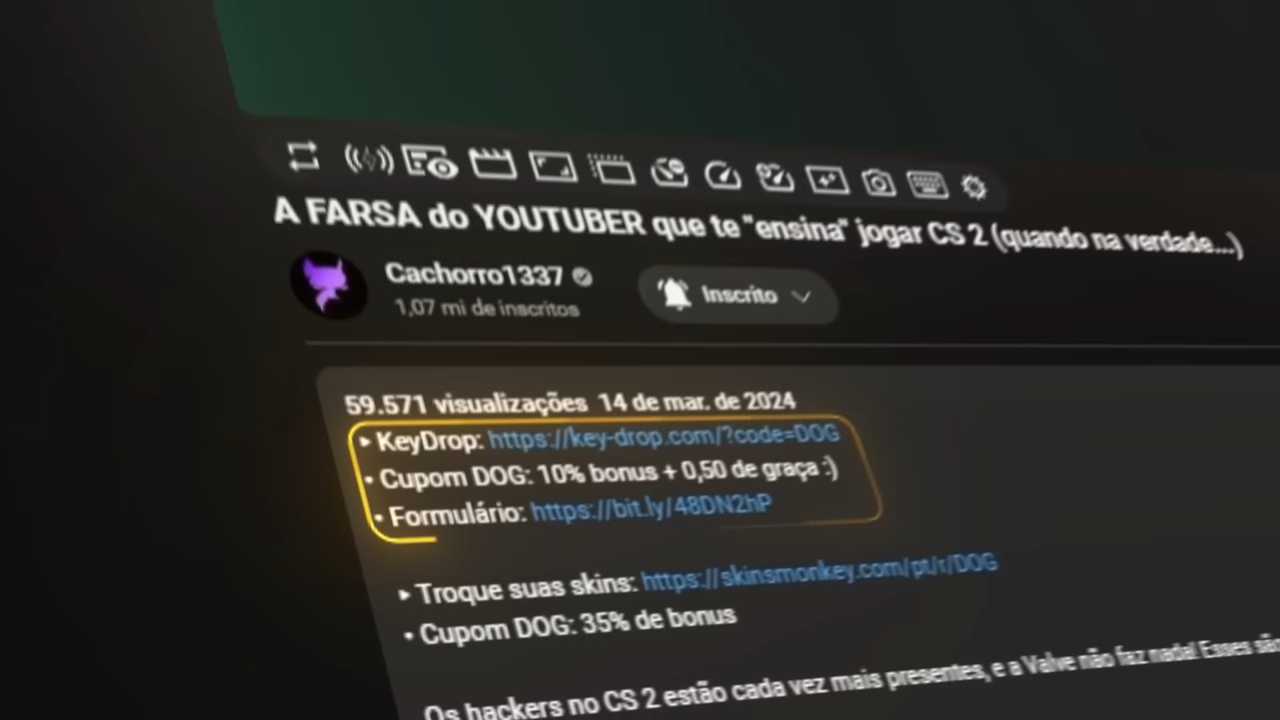 A FARSA do YOUTUBER que te "ensina" jogar CS 2 (quando na verdade...)
Cachorro1337
1,07 mi de inscritos
Inscrito
59.571 visualizações 14 de mar. de 2024
▸ KeyDrop: https://key-drop.com/?code=DOG
• Cupom DOG: 10% bonus + 0,50 de graça :)
• Formulário: https://bit.ly/48DN2hP
▸ Troque suas skins: https://skinsmonkey.com/pt/r/DOG
• Cupom DOG: 35% de bonus
Os hackers no CS 2 estão cada vez mais presentes, e a Valve não faz nada! Esses